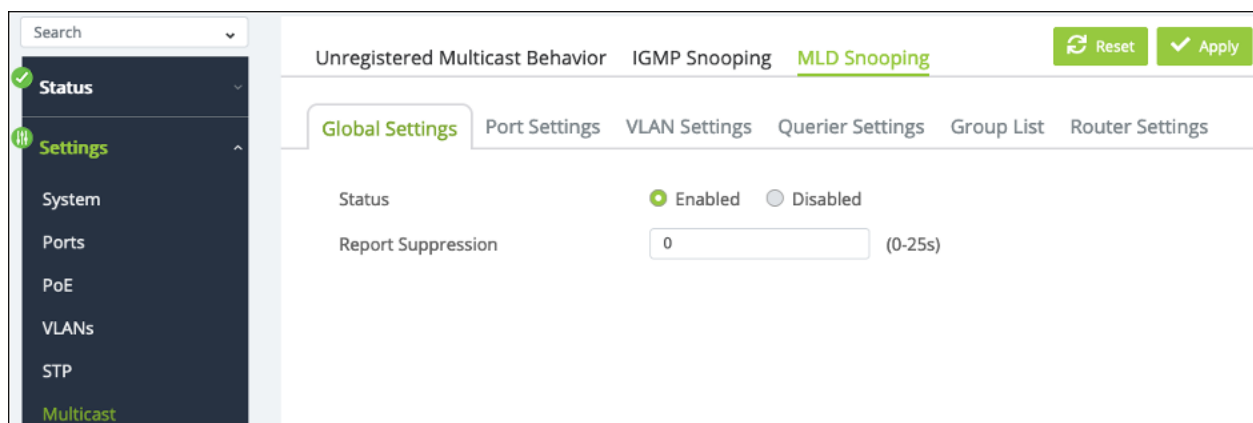 Search
Status
Settings
System
Ports
PoE
VLANs
STP
Multicast
Unregistered Multicast Behavior IGMP Snooping MLD Snooping
Reset Apply
Global Settings Port Settings VLAN Settings Querier Settings Group List Router Settings
Status Enabled Disabled
Report Suppression 0 (0-25s)